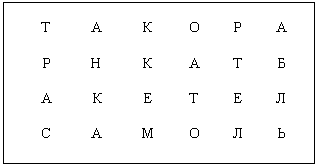 Т А К О Р А
Р Н К А Т Б
А К Е Т Е Л
С А М О Л Ь